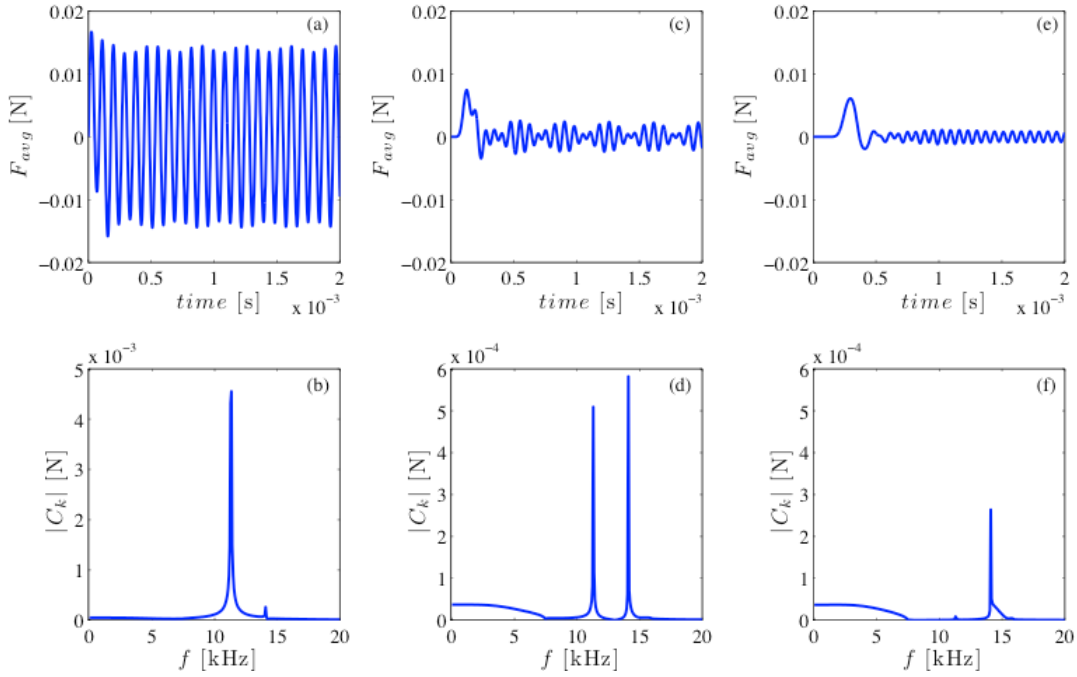 (a)
0.02
0.01
0
−0.01
−0.02
F_avg [N]
0 0.5 1 1.5 2
time [s]
x 10⁻³
(c)
0.02
0.01
0
−0.01
−0.02
F_avg [N]
0 0.5 1 1.5 2
time [s]
x 10⁻³
(e)
0.02
0.01
0
−0.01
−0.02
F_avg [N]
0 0.5 1 1.5 2
time [s]
x 10⁻³
x 10⁻³
(b)
5
4
3
2
1
0
|C_k| [N]
0 5 10 15 20
f [kHz]
x 10⁻⁴
(d)
6
5
4
3
2
1
0
|C_k| [N]
0 5 10 15 20
f [kHz]
x 10⁻⁴
(f)
6
5
4
3
2
1
0
|C_k| [N]
0 5 10 15 20
f [kHz]